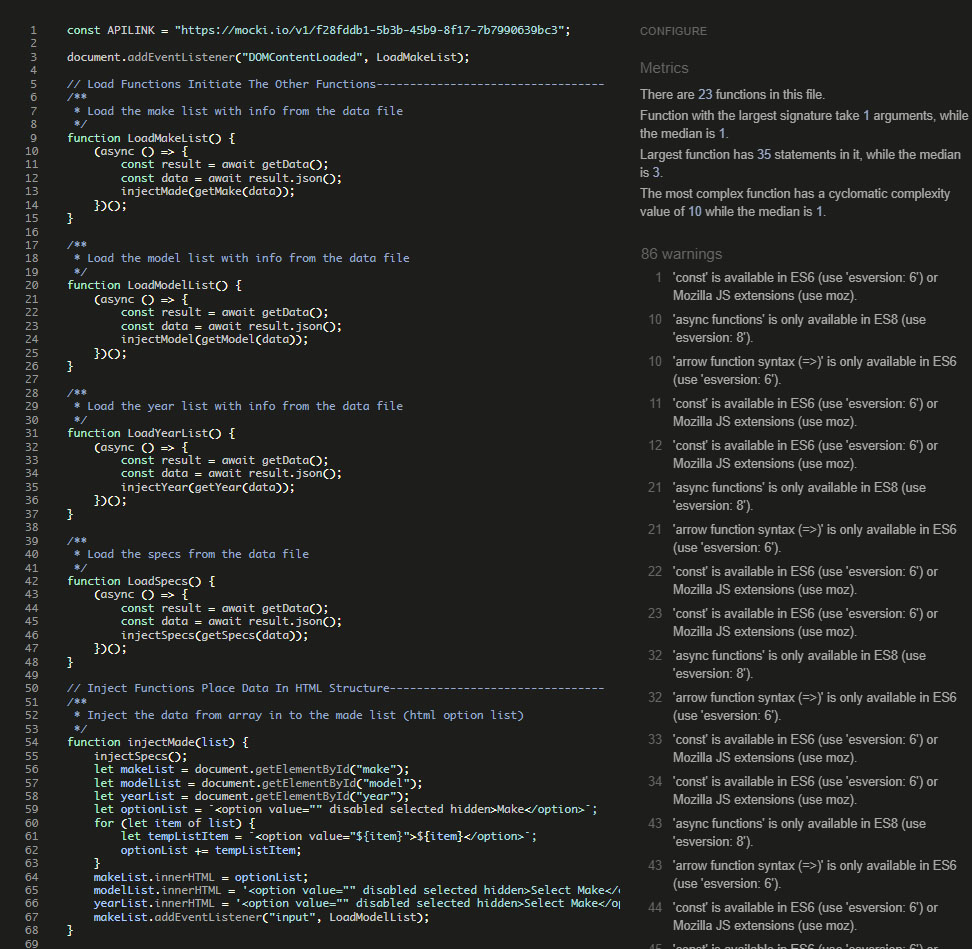 1 const APILINK = "https://mocki.io/v1/f28fddb1-5b3b-45b9-8f17-7b7990639bc3";
2
3 document.addEventListener("DOMContentLoaded", LoadMakeList);
4
5 // Load Functions Initiate The Other Functions----------------------------------
6 /**
7  * Load the make list with info from the data file
8  */
9 function LoadMakeList() {
10     (async () => {
11         const result = await getData();
12         const data = await result.json();
13         injectMade(getMake(data));
14     })();
15 }
16
17 /**
18  * Load the model list with info from the data file
19  */
20 function LoadModelList() {
21     (async () => {
22         const result = await getData();
23         const data = await result.json();
24         injectModel(getModel(data));
25     })();
26 }
27
28 /**
29  * Load the year list with info from the data file
30  */
31 function LoadYearList() {
32     (async () => {
33         const result = await getData();
34         const data = await result.json();
35         injectYear(getYear(data));
36     })();
37 }
38
39 /**
40  * Load the specs from the data file
41  */
42 function LoadSpecs() {
43     (async () => {
44         const result = await getData();
45         const data = await result.json();
46         injectSpecs(getSpecs(data));
47     })();
48 }
49
50 // Inject Functions Place Data In HTML Structure--------------------------------
51 /**
52  * Inject the data from array in to the made list (html option list)
53  */
54 function injectMade(list) {
55     injectSpecs();
56     let makeList = document.getElementById("make");
57     let modelList = document.getElementById("model");
58     let yearList = document.getElementById("year");
59     let optionList = `<option value="" disabled selected hidden>Make</option>`;
60     for (let item of list) {
61         let tempListItem = `<option value="${item}">${item}</option>`;
62         optionList += tempListItem;
63     }
64     makeList.innerHTML = optionList;
65     modelList.innerHTML = '<option value="" disabled selected hidden>Select Make</
66     yearList.innerHTML = '<option value="" disabled selected hidden>Select Make</o
67     makeList.addEventListener("input", LoadModelList);
68 }
69
CONFIGURE
Metrics
There are 23 functions in this file.
Function with the largest signature take 1 arguments, while
the median is 1.
Largest function has 35 statements in it, while the median
is 3.
The most complex function has a cyclomatic complexity
value of 10 while the median is 1.
86 warnings
1 'const' is available in ES6 (use 'esversion: 6') or
Mozilla JS extensions (use moz).
10 'async functions' is only available in ES8 (use
'esversion: 8').
10 'arrow function syntax (=>)' is only available in ES6
(use 'esversion: 6').
11 'const' is available in ES6 (use 'esversion: 6') or
Mozilla JS extensions (use moz).
12 'const' is available in ES6 (use 'esversion: 6') or
Mozilla JS extensions (use moz).
21 'async functions' is only available in ES8 (use
'esversion: 8').
21 'arrow function syntax (=>)' is only available in ES6
(use 'esversion: 6').
22 'const' is available in ES6 (use 'esversion: 6') or
Mozilla JS extensions (use moz).
23 'const' is available in ES6 (use 'esversion: 6') or
Mozilla JS extensions (use moz).
32 'async functions' is only available in ES8 (use
'esversion: 8').
32 'arrow function syntax (=>)' is only available in ES6
(use 'esversion: 6').
33 'const' is available in ES6 (use 'esversion: 6') or
Mozilla JS extensions (use moz).
34 'const' is available in ES6 (use 'esversion: 6') or
Mozilla JS extensions (use moz).
43 'async functions' is only available in ES8 (use
'esversion: 8').
43 'arrow function syntax (=>)' is only available in ES6
(use 'esversion: 6').
44 'const' is available in ES6 (use 'esversion: 6') or
Mozilla JS extensions (use moz).